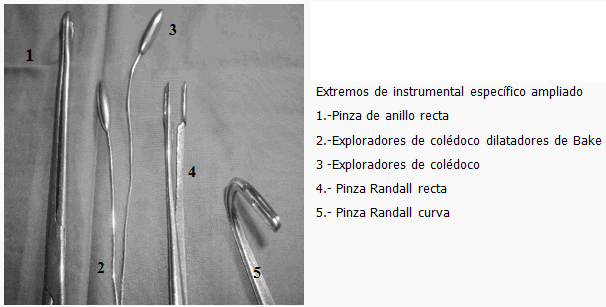 1
3
4
2
5
Extremos de instrumental específico ampliado
1.-Pinza de anillo recta
2.-Exploradores de colédoco dilatadores de Bake
3 -Exploradores de colédoco
4.- Pinza Randall recta
5.- Pinza Randall curva